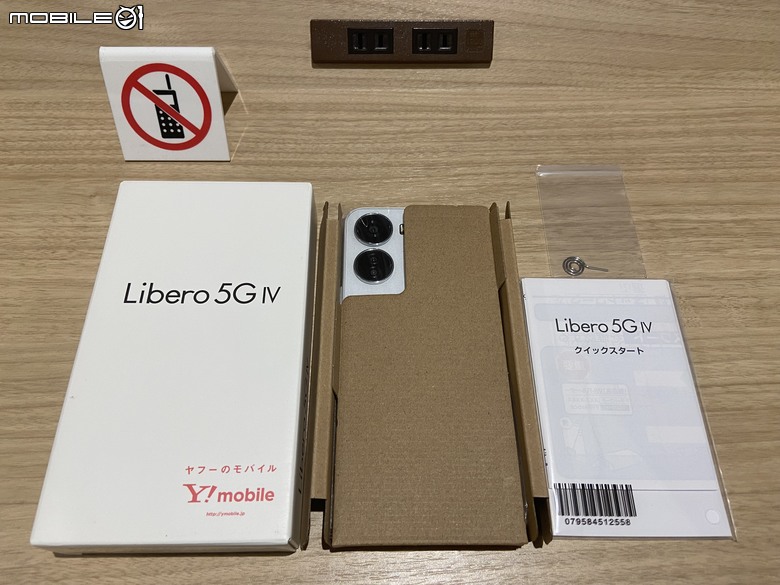 MOBILE01
Libero 5G IV
ヤフーのモバイル
Y!mobile
http://ymobile.jp
Libero 5G IV
クイックスタート
079584512558